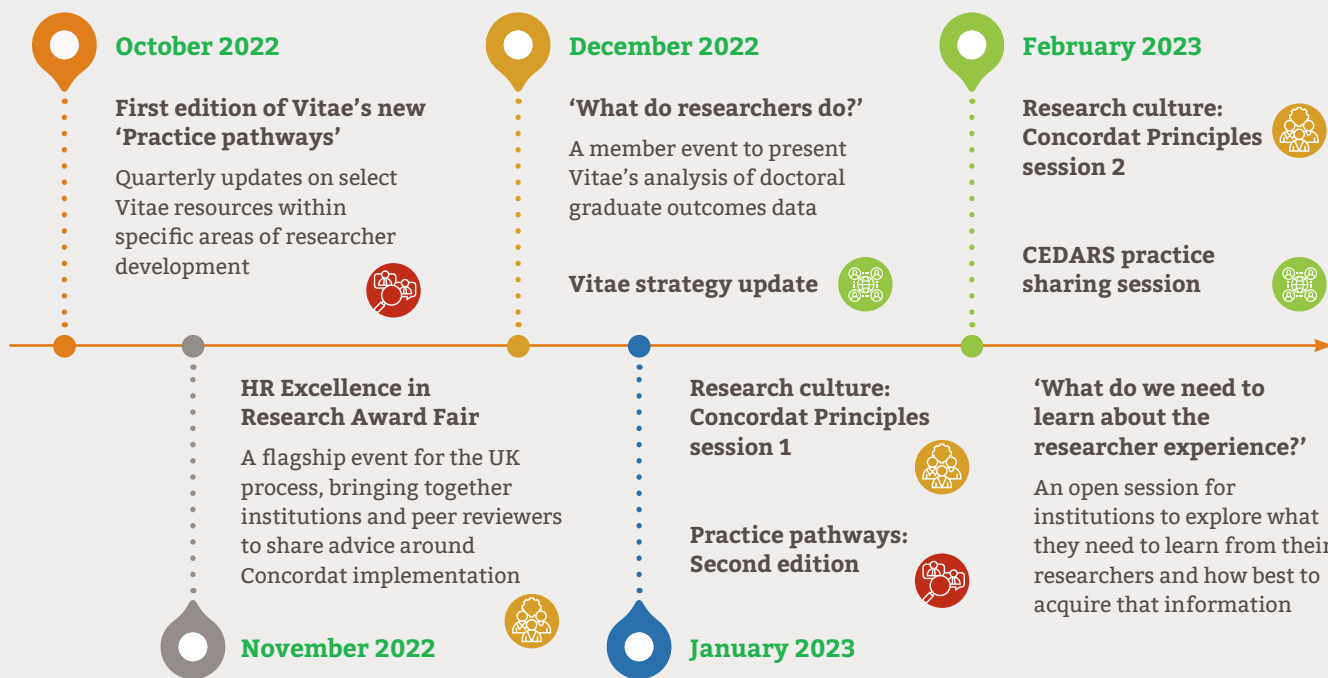 October 2022
First edition of Vitae’s new
‘Practice pathways’
Quarterly updates on select
Vitae resources within
specific areas of researcher
development
December 2022
‘What do researchers do?’
A member event to present
Vitae’s analysis of doctoral
graduate outcomes data
Vitae strategy update
February 2023
Research culture:
Concordat Principles
session 2
CEDARS practice
sharing session
HR Excellence in
Research Award Fair
A flagship event for the UK
process, bringing together
institutions and peer reviewers
to share advice around
Concordat implementation
November 2022
Research culture:
Concordat Principles
session 1
Practice pathways:
Second edition
January 2023
‘What do we need to
learn about the
researcher experience?’
An open session for
institutions to explore what
they need to learn from their
researchers and how best to
acquire that information